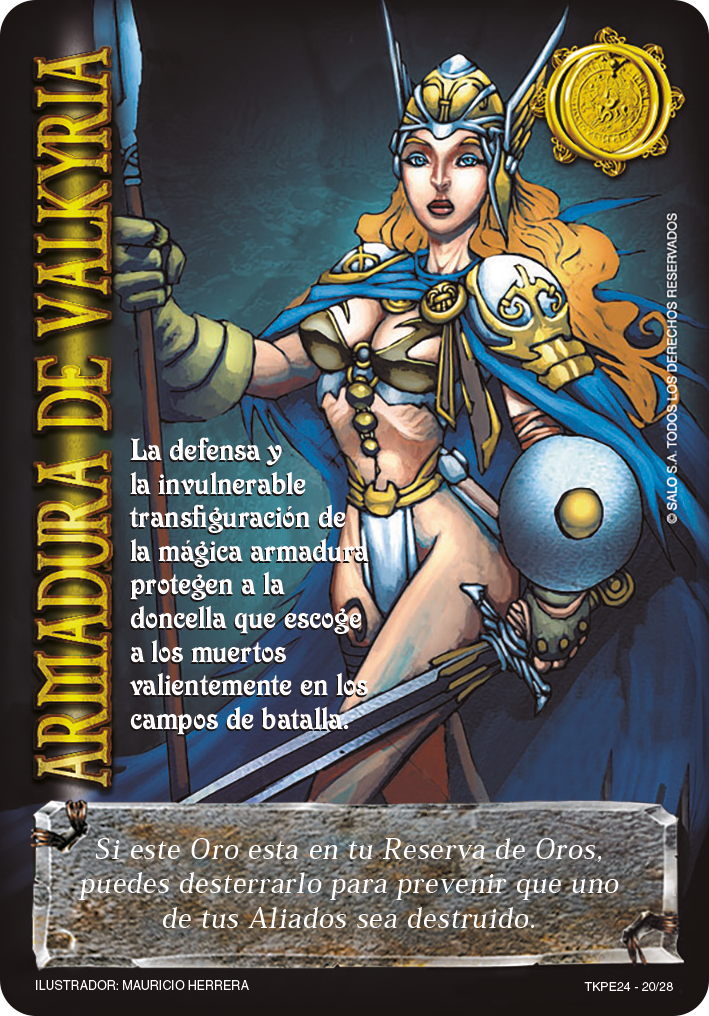 ARMADURA DE VALKYRIA
La defensa y
la invulnerable
transfiguración de
la mágica armadura
protegen a la
doncella que escoge
a los muertos
valientemente en los
campos de batalla.
© SALO S.A. TODOS LOS DERECHOS RESERVADOS
Si este Oro esta en tu Reserva de Oros,
puedes desterrarlo para prevenir que uno
de tus Aliados sea destruido.
ILUSTRADOR: MAURICIO HERRERA
TKPE24 - 20/28